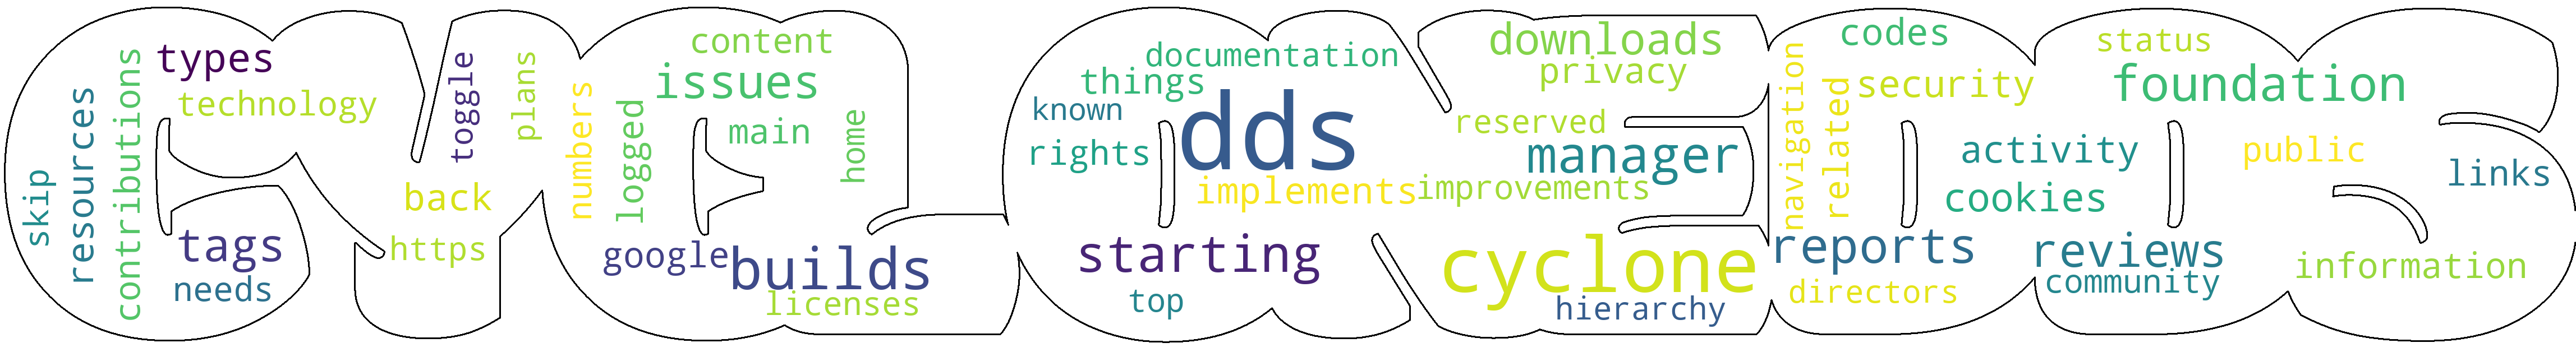 types
technology
contributions
resources
skip
tags
needs
toggle
plans
back
https
numbers
content
issues
logged
main
home
google
builds
licenses
documentation
things
known
dds
rights
implements
starting
top
downloads
privacy
reserved
manager
improvements
cyclone
hierarchy
navigation
related
codes
security
reports
directors
status
foundation
activity
cookies
public
links
reviews
community
information